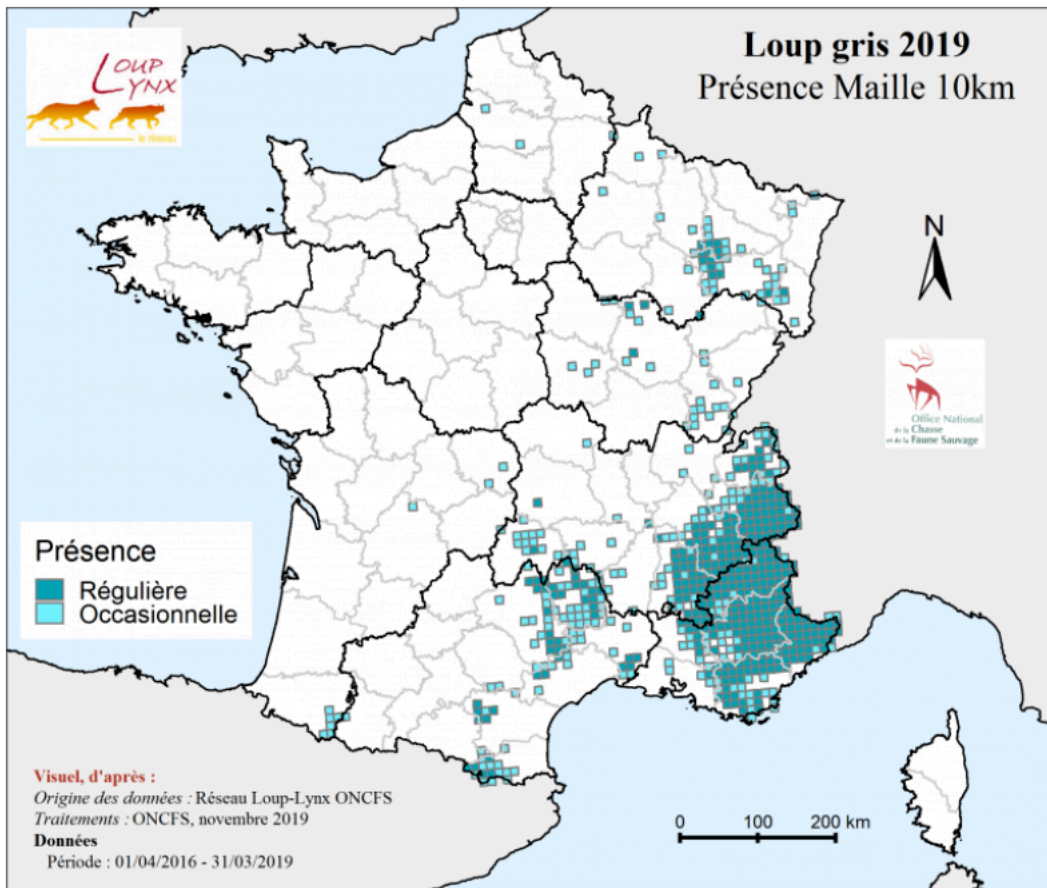 Loup gris 2019
Présence Maille 10km
LOUP
LYNX
le réseau
N
Office National
de la Chasse
et de la Faune Sauvage
Présence
Régulière
Occasionnelle
Visuel, d'après :
Origine des données : Réseau Loup-Lynx ONCFS
Traitements : ONCFS, novembre 2019
Données
Période : 01/04/2016 - 31/03/2019
0 100 200 km